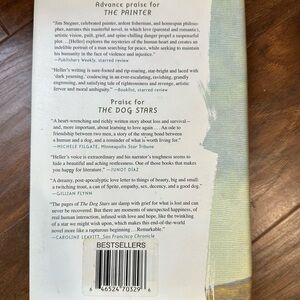 Advance praise for
THE PAINTER
"Jim Stegner, celebrated painter, ardent fisherman, and homespun philoso-
pher, narrates this masterful novel, in which love (parental and romantic),
artistic vision, guilt, grief, and spine-chilling danger propel a suspenseful
plot . . . [Heller] explores the mysteries of the human heart and creates an
indelible portrait of a man searching for peace, while seeking to maintain
his humanity in the face of violence and injustice."
—Publishers Weekly, starred review
"Heller's writing is sure-footed and rip-roaring, star-bright and laced with
'dark yearning,' coalescing in an ever-escalating, ravishing, grandly
engrossing, and satisfying tale of righteousness and revenge, artistic
fervor and moral ambiguity." —Booklist, starred review
Praise for
THE DOG STARS
"A heart-wrenching and richly written story about loss and survival—
and, more important, about learning to love again . . . An ode to
friendship between two men, a story of the strong bond between
a human and a dog, and a reminder of what is worth living for."
—MICHELE FILGATE, Minneapolis Star Tribune
"Heller's voice is extraordinary and his narrator's toughness seems to
hide a beautiful and aching restlessness. One of those books that makes
you happy for literature." —JUNOT DÍAZ
"A dreamy, post-apocalyptic love letter to things of beauty, big and small:
a twitching trout, a can of Sprite, empathy, sex, decency, and a good dog."
—GILLIAN FLYNN
"The pages of The Dog Stars are damp with grief for what is lost and can
never be recovered. But there are moments of unexpected happiness, of
real human interaction, infused with love and hope, like the twinkling
of a star we might wish upon, which makes this end-of-the-world
novel more like a rapturous beginning. . . . Remarkable."
—CAROLINE LEAVITT, San Francisco Chronicle
BESTSELLERS
6 46524 70329 6